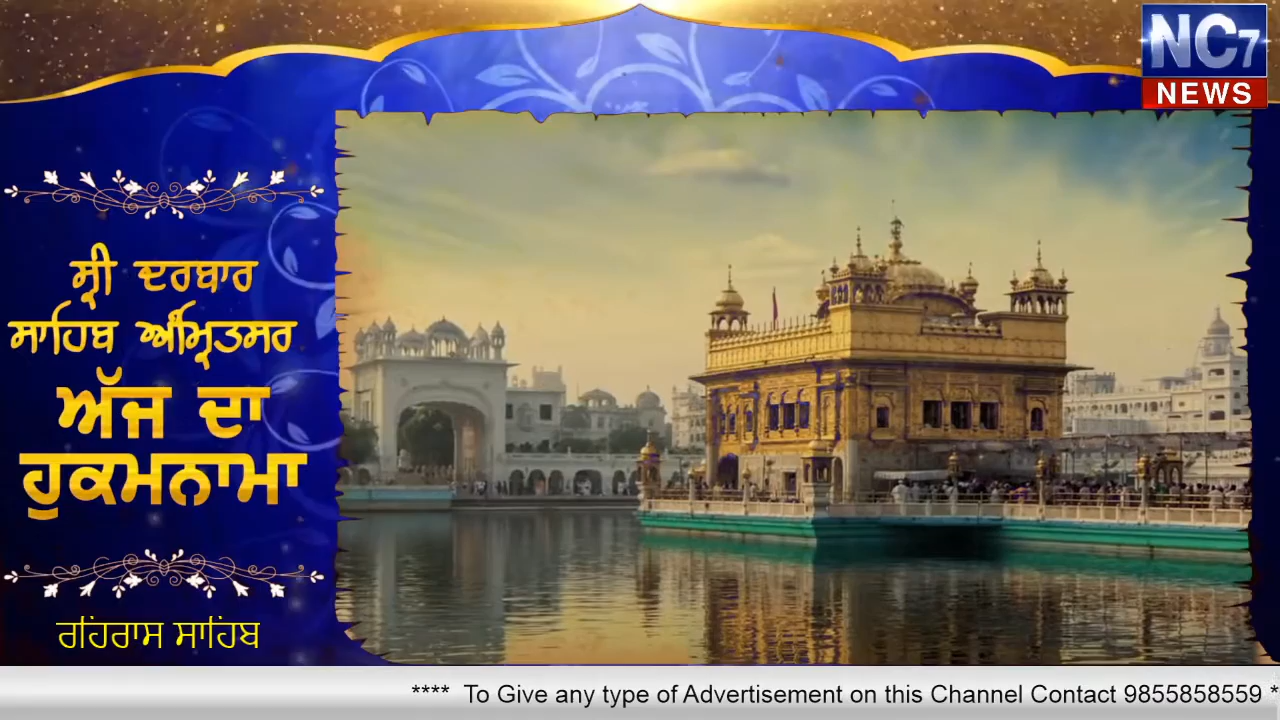 NC7
NEWS
ਸ੍ਰੀ ਦਰਬਾਰ
ਸਾਹਿਬ ਅੰਮ੍ਰਿਤਸਰ
ਅੱਜ ਦਾ
ਹੁਕਮਨਾਮਾ
ਰਹਿਰਾਸ ਸਾਹਿਬ
**** To Give any type of Advertisement on this Channel Contact 9855858559 *